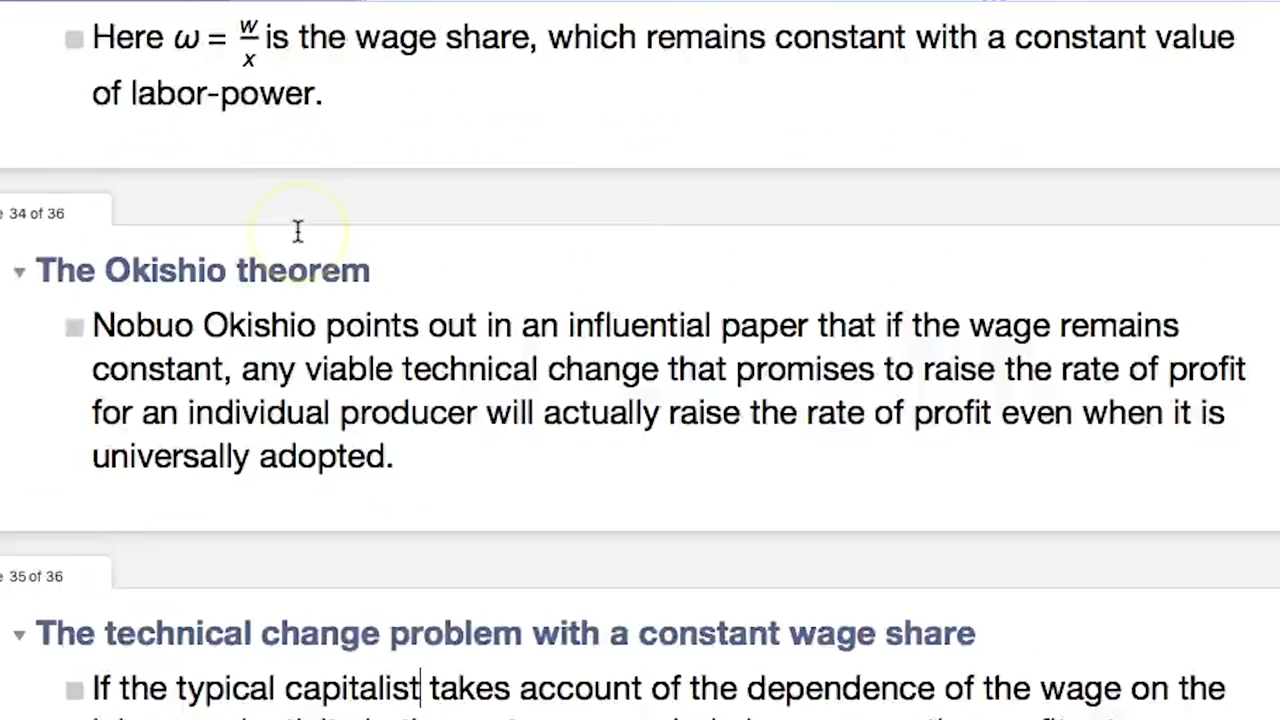 Here ω = w/x is the wage share, which remains constant with a constant value
of labor-power.
34 of 36
The Okishio theorem
Nobuo Okishio points out in an influential paper that if the wage remains
constant, any viable technical change that promises to raise the rate of profit
for an individual producer will actually raise the rate of profit even when it is
universally adopted.
35 of 36
The technical change problem with a constant wage share
If the typical capitalist takes account of the dependence of the wage on the